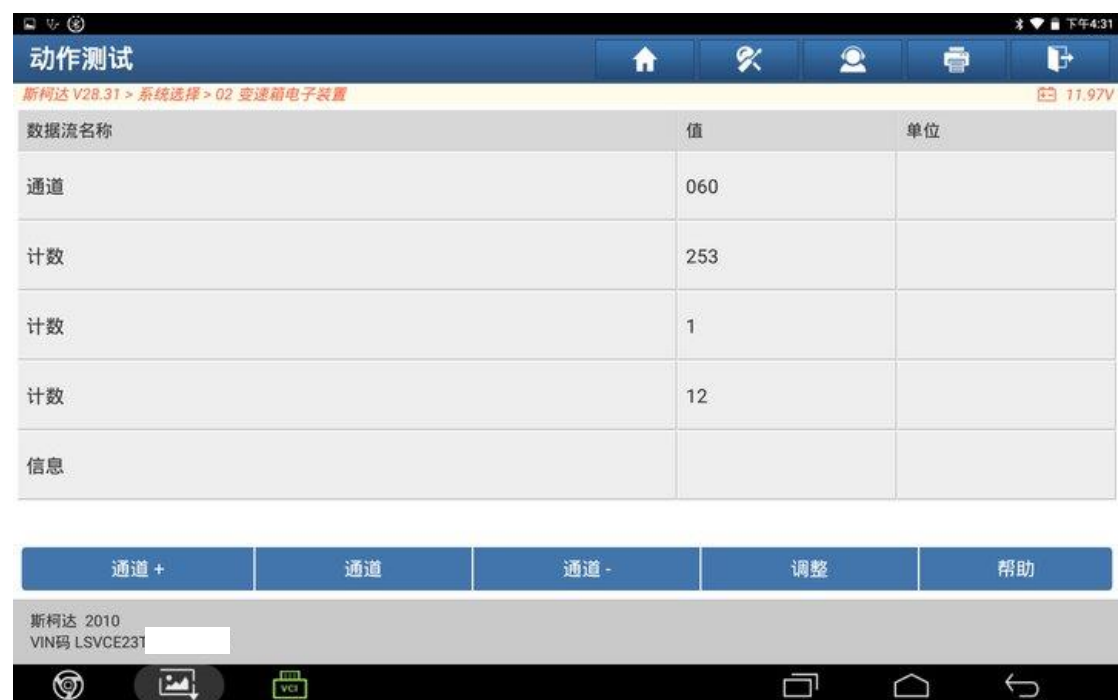 下午4:31
动作测试
斯柯达 V28.31 > 系统选择 > 02 变速箱电子装置 11.97V
数据流名称 值 单位
通道 060
计数 253
计数 1
计数 12
信息
通道 + 通道 通道 - 调整 帮助
斯柯达 2010
VIN码 LSVCE23T
VCI